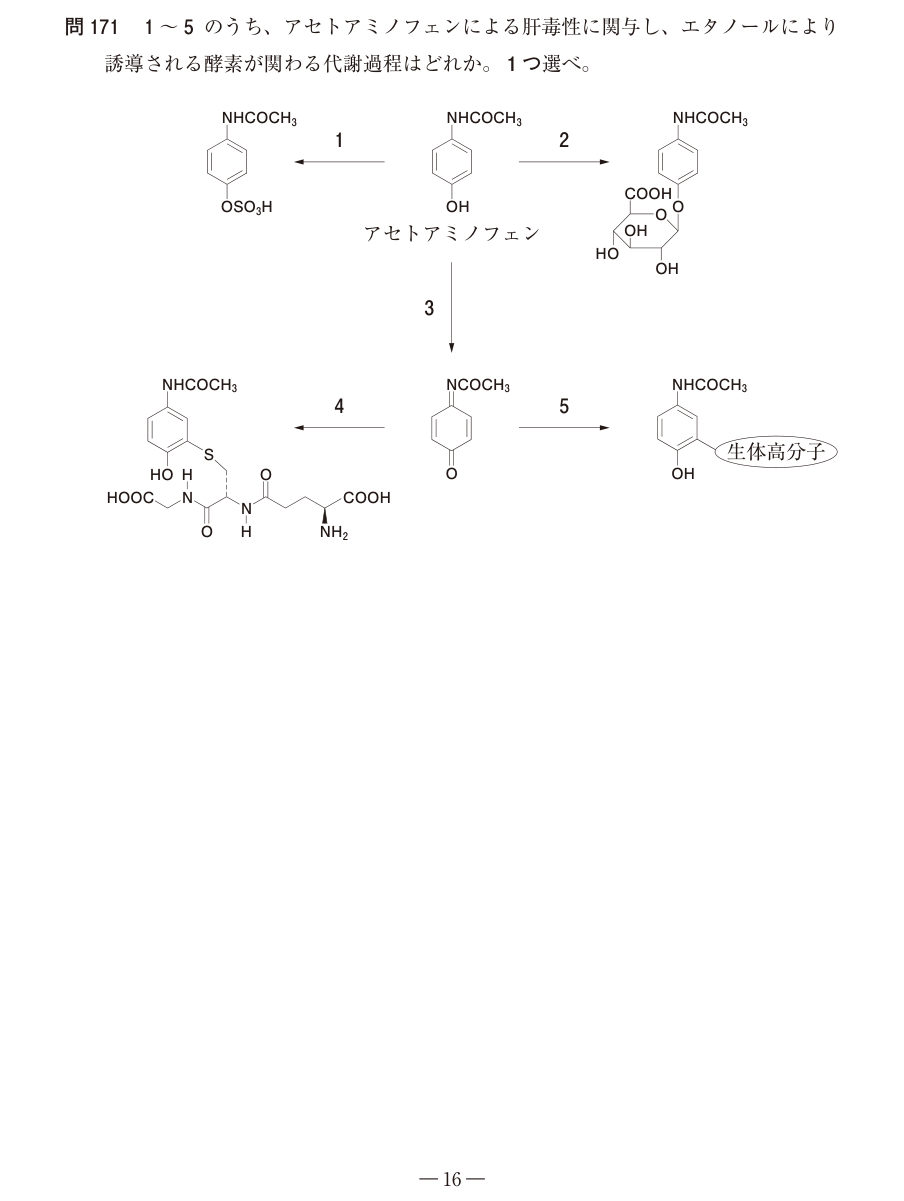 問 171 1 ~ 5 のうち、アセトアミノフェンによる肝毒性に関与し、エタノールにより
誘導される酵素が関わる代謝過程はどれか。1つ選べ。
NHCOCH3
NHCOCH3
NHCOCH3
1
2
OSO3H
OH
アセトアミノフェン
COOH
O
O
OH
HO
OH
3
NHCOCH3
NCOCH3
NHCOCH3
4
5
S
HO
H
O
O
OH
生体高分子
HOOC
N
O
N
H
COOH
NH2
— 16 —